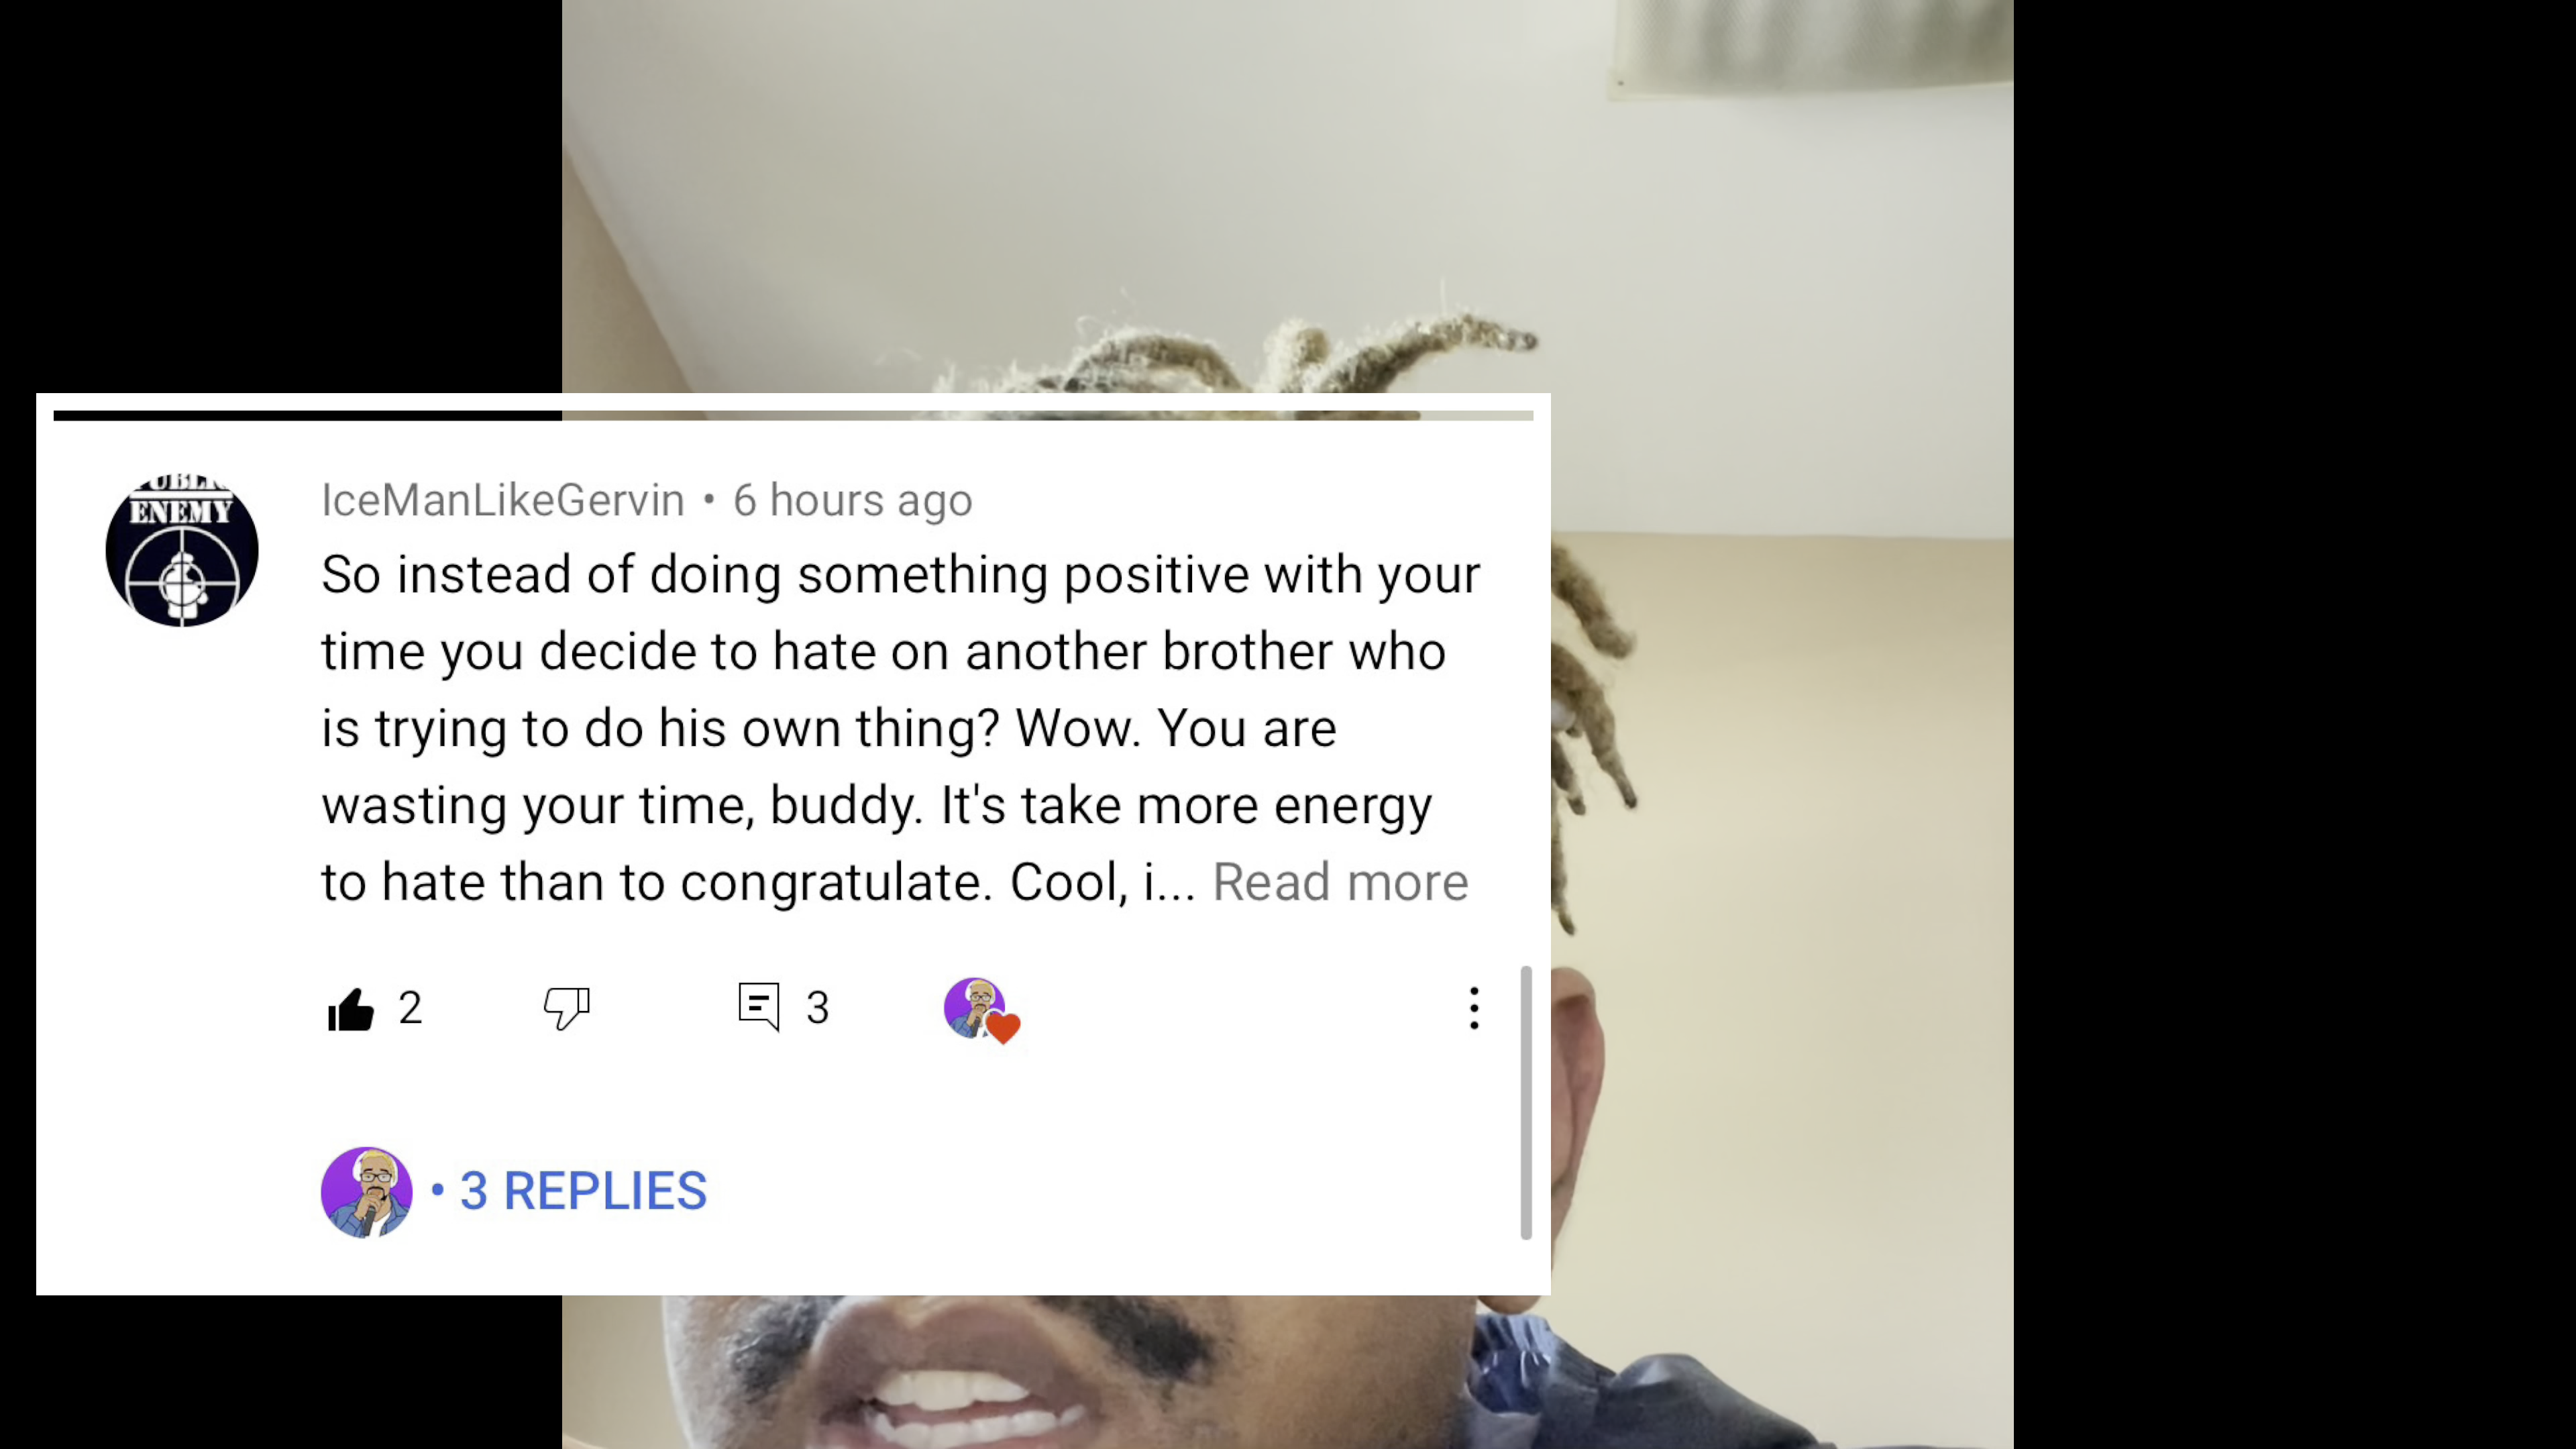 PUBLIC
ENEMY
IceManLikeGervin • 6 hours ago
So instead of doing something positive with your
time you decide to hate on another brother who
is trying to do his own thing? Wow. You are
wasting your time, buddy. It's take more energy
to hate than to congratulate. Cool, i... Read more
2
3
• 3 REPLIES